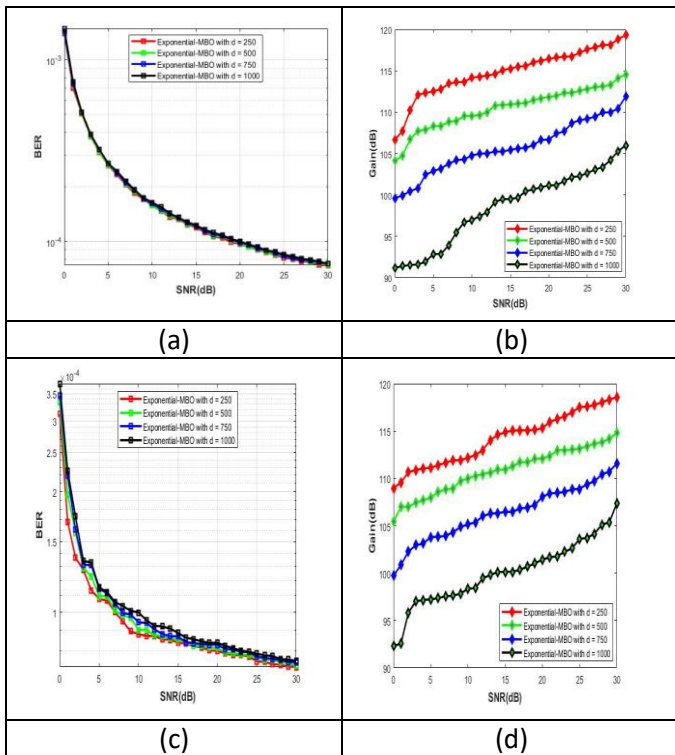 Exponential-MBO with d = 250
Exponential-MBO with d = 500
Exponential-MBO with d = 750
Exponential-MBO with d = 1000
10^-3
10^-4
BER
0 5 10 15 20 25 30
SNR(dB)
(a)
120
115
110
105
100
95
90
Gain(dB)
Exponential-MBO with d = 250
Exponential-MBO with d = 500
Exponential-MBO with d = 750
Exponential-MBO with d = 1000
0 5 10 15 20 25 30
SNR(dB)
(b)
×10^-4
3.5
2.5
1.5
1
BER
Exponential-MBO with d = 250
Exponential-MBO with d = 500
Exponential-MBO with d = 750
Exponential-MBO with d = 1000
0 5 10 15 20 25 30
SNR(dB)
(c)
120
115
110
105
100
95
90
Gain(dB)
Exponential-MBO with d = 250
Exponential-MBO with d = 500
Exponential-MBO with d = 750
Exponential-MBO with d = 1000
0 5 10 15 20 25 30
SNR(dB)
(d)